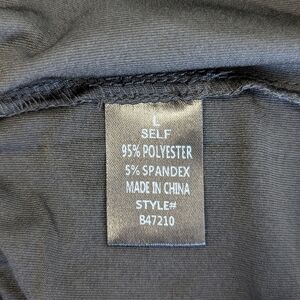 L
SELF
95% POLYESTER
5% SPANDEX
MADE IN CHINA
STYLE#
B47210